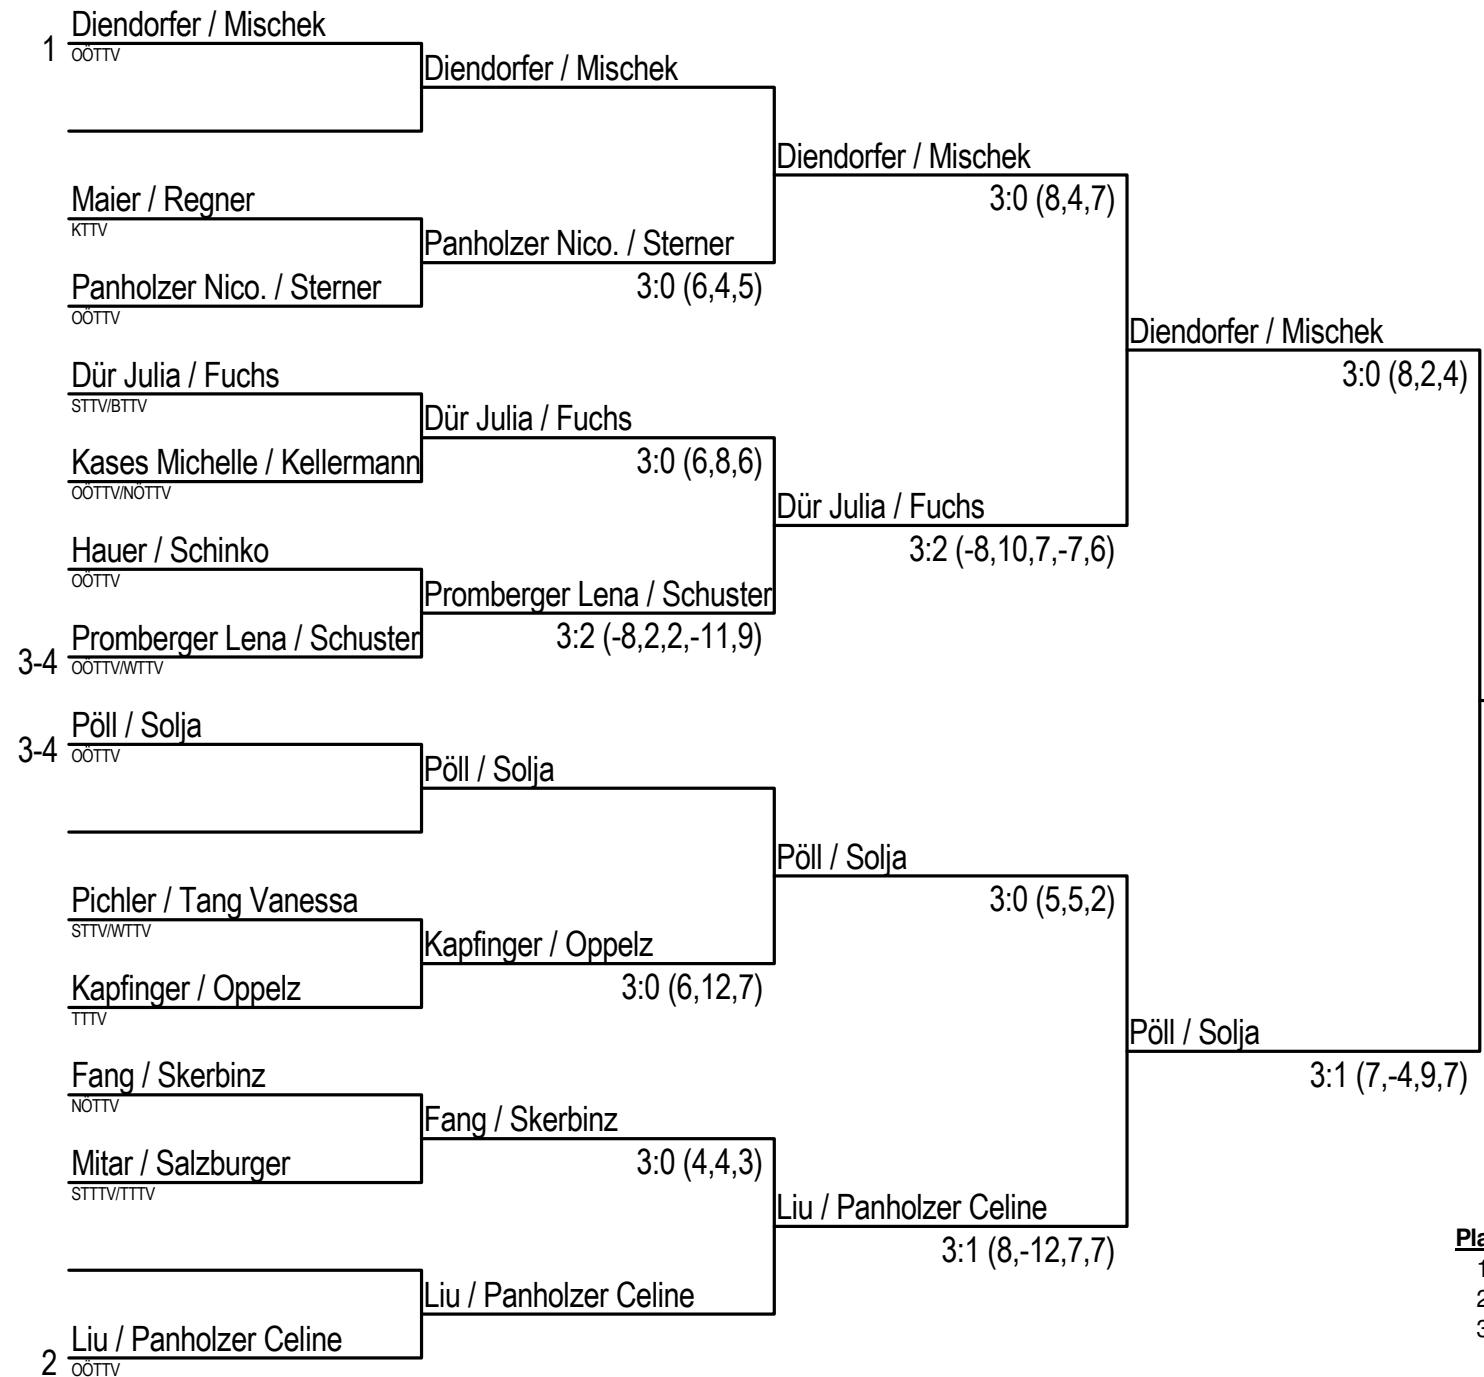 Diendorfer / Mischek
1
OÖTTV
Diendorfer / Mischek
Diendorfer / Mischek
3:0 (8,4,7)
Maier / Regner
KTTV
Panholzer Nico. / Sterner
3:0 (6,4,5)
Panholzer Nico. / Sterner
OÖTTV
Diendorfer / Mischek
3:0 (8,2,4)
Dür Julia / Fuchs
STTV/BTTV
Dür Julia / Fuchs
3:0 (6,8,6)
Kases Michelle / Kellermann
OÖTTV/NÖTTV
Dür Julia / Fuchs
3:2 (-8,10,7,-7,6)
Hauer / Schinko
OÖTTV
Promberger Lena / Schuster
3:2 (-8,2,2,-11,9)
Promberger Lena / Schuster
3-4
OÖTTV/WTTV
Pöll / Solja
3-4
OÖTTV
Pöll / Solja
Pöll / Solja
3:0 (5,5,2)
Pichler / Tang Vanessa
STTV/WTTV
Kapfinger / Oppelz
3:0 (6,12,7)
Kapfinger / Oppelz
TTTV
Pöll / Solja
3:1 (7,-4,9,7)
Fang / Skerbinz
NÖTTV
Fang / Skerbinz
3:0 (4,4,3)
Mitar / Salzburger
STTTV/TTTV
Liu / Panholzer Celine
3:1 (8,-12,7,7)
Liu / Panholzer Celine
Liu / Panholzer Celine
2
OÖTTV